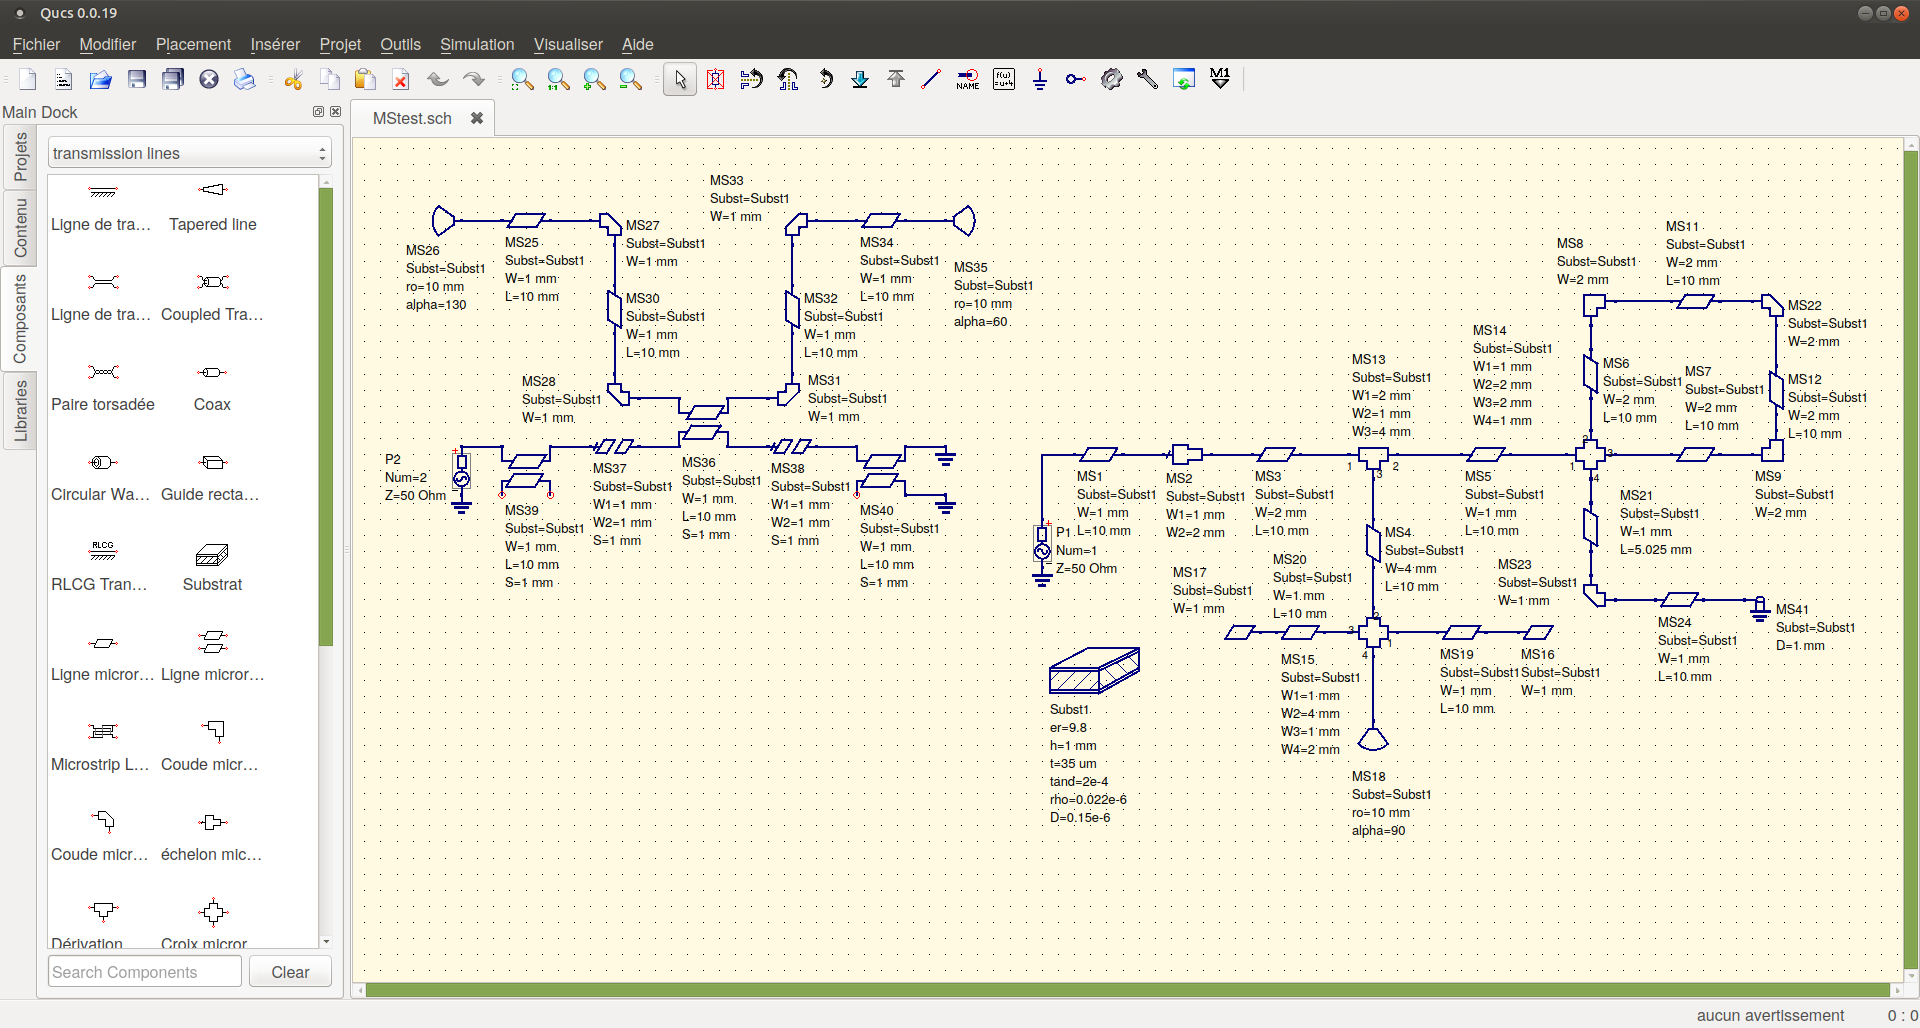 Qucs 0.0.19
Fichier Modifier Placement Insérer Projet Outils Simulation Visualiser Aide
NAME
f(u)
=u+4
M1
Main Dock
MStest.sch
Projets
Contenu
Composants
Libraries
transmission lines
Ligne de tra... Tapered line
Ligne de tra... Coupled Tra...
Paire torsadée Coax
Circular Wa... Guide recta...
RLCG
RLCG Tran... Substrat
Ligne micror... Ligne micror...
Microstrip L... Coude micr...
Coude micr... échelon mic...
Dérivation Croix micror
Search Components
Clear
MS26
Subst=Subst1
ro=10 mm
alpha=130
MS25
Subst=Subst1
W=1 mm
L=10 mm
MS27
Subst=Subst1
W=1 mm
MS33
Subst=Subst1
W=1 mm
MS34
Subst=Subst1
W=1 mm
L=10 mm
MS35
Subst=Subst1
ro=10 mm
alpha=60
MS30
Subst=Subst1
W=1 mm
L=10 mm
MS32
Subst=Subst1
W=1 mm
L=10 mm
MS28
Subst=Subst1
W=1 mm
MS31
Subst=Subst1
W=1 mm
P2
Num=2
Z=50 Ohm
MS39
Subst=Subst1
W=1 mm
L=10 mm
S=1 mm
MS37
Subst=Subst1
W1=1 mm
W2=1 mm
S=1 mm
MS36
Subst=Subst1
W=1 mm
L=10 mm
S=1 mm
MS38
Subst=Subst1
W1=1 mm
W2=1 mm
S=1 mm
MS40
Subst=Subst1
W=1 mm
L=10 mm
S=1 mm
P1
Num=1
Z=50 Ohm
MS1
Subst=Subst1
W=1 mm
L=10 mm
MS2
Subst=Subst1
W1=1 mm
W2=2 mm
MS3
Subst=Subst1
W=2 mm
L=10 mm
MS13
Subst=Subst1
W1=2 mm
W2=1 mm
W3=4 mm
1
2
3
MS14
Subst=Subst1
W1=1 mm
W2=2 mm
W3=2 mm
W4=1 mm
MS5
Subst=Subst1
W=1 mm
L=10 mm
1
2
3
4
MS8
Subst=Subst1
W=2 mm
MS11
Subst=Subst1
W=2 mm
L=10 mm
MS22
Subst=Subst1
W=2 mm
MS6
Subst=Subst1
W=2 mm
L=10 mm
MS7
Subst=Subst1
W=2 mm
L=10 mm
MS12
Subst=Subst1
W=2 mm
L=10 mm
MS9
Subst=Subst1
W=2 mm
MS21
Subst=Subst1
W=1 mm
L=5.025 mm
MS4
Subst=Subst1
W=4 mm
L=10 mm
MS23
Subst=Subst1
W=1 mm
MS24
Subst=Subst1
W=1 mm
L=10 mm
MS41
Subst=Subst1
D=1 mm
MS17
Subst=Subst1
W=1 mm
MS20
Subst=Subst1
W=1 mm
L=10 mm
2
3
1
4
MS15
Subst=Subst1
W1=1 mm
W2=4 mm
W3=1 mm
W4=2 mm
MS19
Subst=Subst1
W=1 mm
L=10 mm
MS16
Subst=Subst1
W=1 mm
MS18
Subst=Subst1
ro=10 mm
alpha=90
Subst1
er=9.8
h=1 mm
t=35 um
tand=2e-4
rho=0.022e-6
D=0.15e-6
aucun avertissement 0 : 0